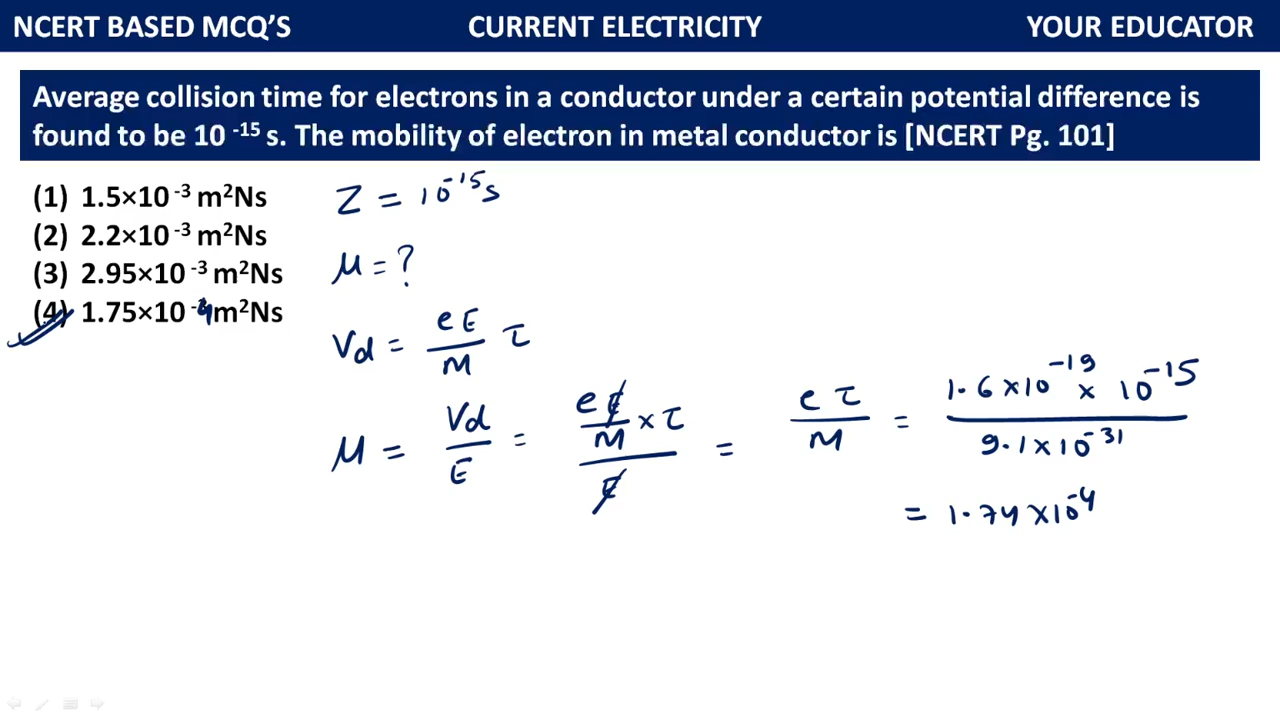 NCERT BASED MCQ'S CURRENT ELECTRICITY YOUR EDUCATOR
Average collision time for electrons in a conductor under a certain potential difference is
found to be 10 ⁻¹⁵ s. The mobility of electron in metal conductor is [NCERT Pg. 101]
(1) 1.5×10 ⁻³ m²Ns
(2) 2.2×10 ⁻³ m²Ns
(3) 2.95×10 ⁻³ m²Ns
(4) 1.75×10 ⁻⁴ m²Ns
Z = 10⁻¹⁵s
μ = ?
Vd = eE/M τ
μ = Vd/E = (eE/M × τ)/E = eτ/M = (1.6×10⁻¹⁹ × 10⁻¹⁵)/(9.1×10⁻³¹)
= 1.74×10⁻⁴